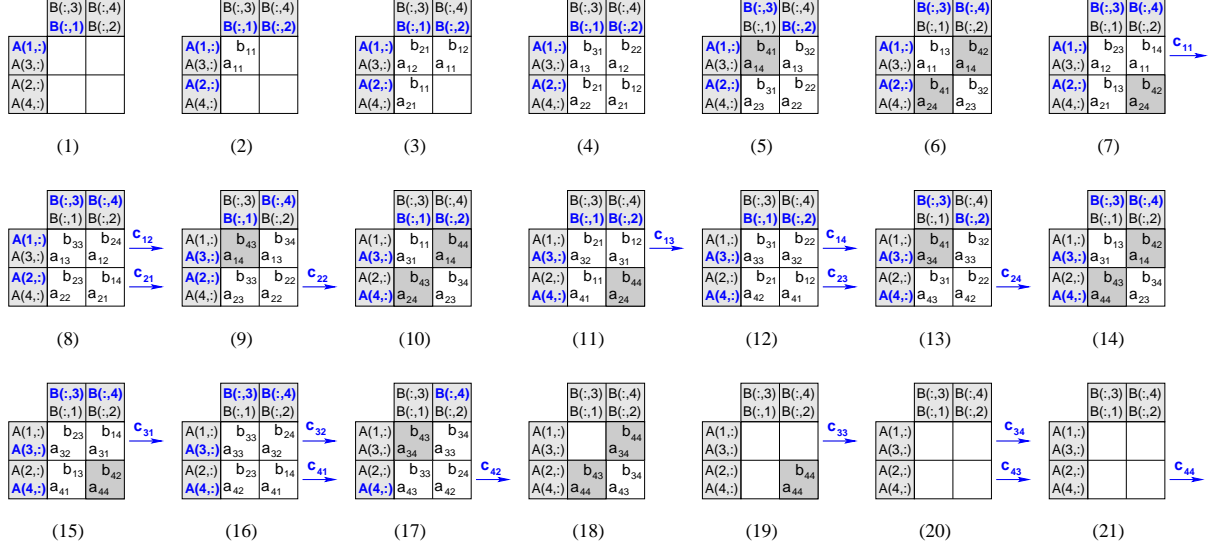 B(:,3) B(:,4)
B(:,1) B(:,2)
A(1,:)
A(3,:)
A(2,:)
A(4,:)
(1)
B(:,3) B(:,4)
B(:,1) B(:,2)
A(1,:) b11
A(3,:) a11
A(2,:)
A(4,:)
(2)
B(:,3) B(:,4)
B(:,1) B(:,2)
A(1,:) b21 b12
A(3,:) a12 a11
A(2,:) b11
A(4,:) a21
(3)
B(:,3) B(:,4)
B(:,1) B(:,2)
A(1,:) b31 b22
A(3,:) a13 a12
A(2,:) b21 b12
A(4,:) a22 a21
(4)
B(:,3) B(:,4)
B(:,1) B(:,2)
A(1,:) b41 b32
A(3,:) a14 a13
A(2,:) b31 b22
A(4,:) a23 a22
(5)
B(:,3) B(:,4)
B(:,1) B(:,2)
A(1,:) b13 b42
A(3,:) a11 a14
A(2,:) b41 b32
A(4,:) a24 a23
(6)
B(:,3) B(:,4)
B(:,1) B(:,2)
A(1,:) b23 b14 c11
A(3,:) a12 a11
A(2,:) b13 b42
A(4,:) a21 a24
(7)
B(:,3) B(:,4)
B(:,1) B(:,2)
A(1,:) b33 b24 c12
A(3,:) a13 a12
A(2,:) b23 b14 c21
A(4,:) a22 a21
(8)
B(:,3) B(:,4)
B(:,1) B(:,2)
A(1,:) b43 b34
A(3,:) a14 a13
A(2,:) b33 b22 c22
A(4,:) a23 a22
(9)
B(:,3) B(:,4)
B(:,1) B(:,2)
A(1,:) b11 b44
A(3,:) a31 a14
A(2,:) b43 b34
A(4,:) a24 a23
(10)
B(:,3) B(:,4)
B(:,1) B(:,2)
A(1,:) b21 b12 c13
A(3,:) a32 a31
A(2,:) b11 b44
A(4,:) a41 a24
(11)
B(:,3) B(:,4)
B(:,1) B(:,2)
A(1,:) b31 b22 c14
A(3,:) a33 a32
A(2,:) b21 b12 c23
A(4,:) a42 a41
(12)
B(:,3) B(:,4)
B(:,1) B(:,2)
A(1,:) b41 b32
A(3,:) a34 a33
A(2,:) b31 b22 c24
A(4,:) a43 a42
(13)
B(:,3) B(:,4)
B(:,1) B(:,2)
A(1,:) b13 b42
A(3,:) a31 a14
A(2,:) b43 b34
A(4,:) a44 a23
(14)
B(:,3) B(:,4)
B(:,1) B(:,2)
A(1,:) b23 b14 c31
A(3,:) a32 a31
A(2,:) b13 b42
A(4,:) a41 a44
(15)
B(:,3) B(:,4)
B(:,1) B(:,2)
A(1,:) b33 b24 c32
A(3,:) a33 a32
A(2,:) b23 b14 c41
A(4,:) a42 a41
(16)
B(:,3) B(:,4)
B(:,1) B(:,2)
A(1,:) b43 b34
A(3,:) a34 a33
A(2,:) b33 b24 c42
A(4,:) a43 a42
(17)
B(:,3) B(:,4)
B(:,1) B(:,2)
A(1,:) b44
A(3,:) a34
A(2,:) b43 b34
A(4,:) a44 a43
(18)
B(:,3) B(:,4)
B(:,1) B(:,2)
A(1,:) c33
A(3,:)
A(2,:) b44
A(4,:) a44
(19)
B(:,3) B(:,4)
B(:,1) B(:,2)
A(1,:) c34
A(3,:)
A(2,:) c43
A(4,:)
(20)
B(:,3) B(:,4)
B(:,1) B(:,2)
A(1,:)
A(3,:)
A(2,:) c44
A(4,:)
(21)